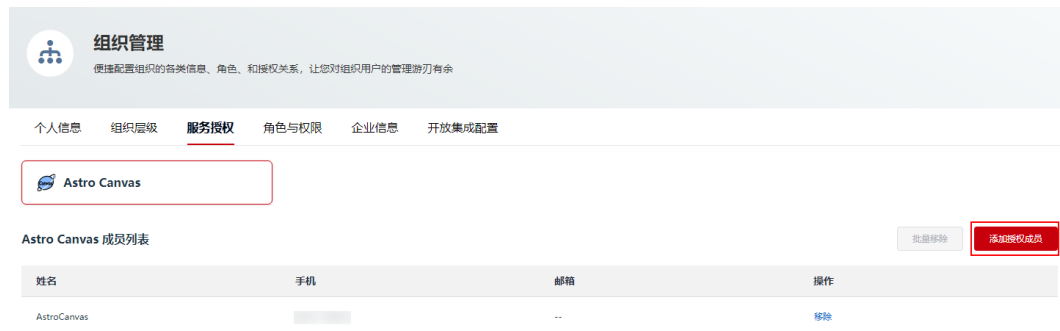 组织管理
便捷配置组织的各类信息、角色、和授权关系，让您对组织用户的管理游刃有余
个人信息 组织层级 服务授权 角色与权限 企业信息 开放集成配置
Astro Canvas
Astro Canvas 成员列表 批量移除 添加授权成员
姓名 手机 邮箱 操作
AstroCanvas -- 移除